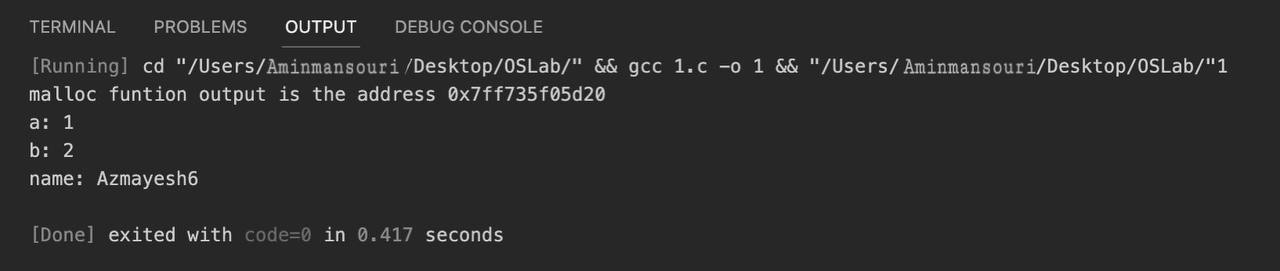 TERMINAL PROBLEMS OUTPUT DEBUG CONSOLE
[Running] cd "/Users/Aminmansouri/Desktop/OSLab/" && gcc 1.c -o 1 && "/Users/Aminmansouri/Desktop/OSLab/"1
malloc funtion output is the address 0x7ff735f05d20
a: 1
b: 2
name: Azmayesh6
[Done] exited with code=0 in 0.417 seconds